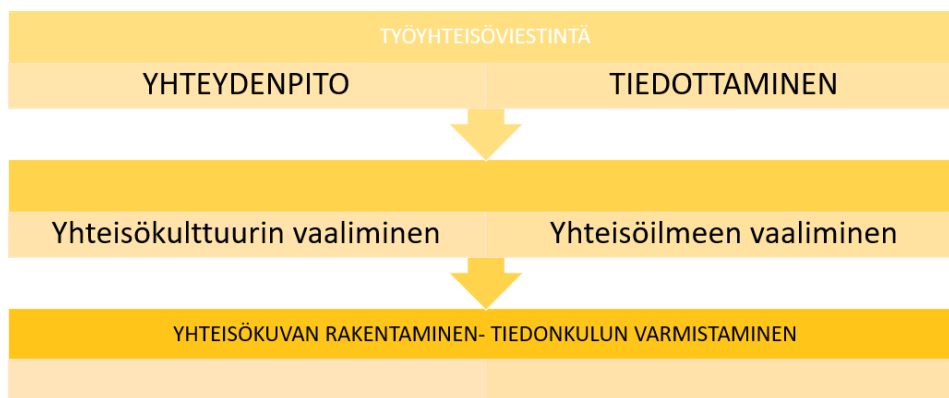 TYÖYHTEISÖVIESTINTÄ
YHTEYDENPITO TIEDOTTAMINEN
Yhteisökulttuurin vaaliminen Yhteisöilmeen vaaliminen
YHTEISÖKUVAN RAKENTAMINEN- TIEDONKULUN VARMISTAMINEN